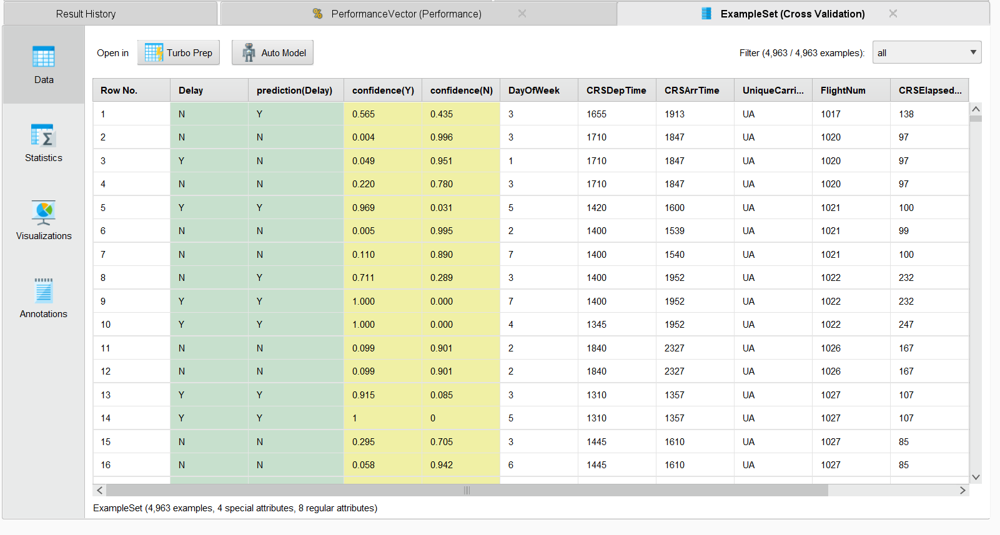 Result History PerformanceVector (Performance) ExampleSet (Cross Validation)
Open in Turbo Prep Auto Model Filter (4,963 / 4,963 examples): all
Data
Statistics
Visualizations
Annotations
Row No. Delay prediction(Delay) confidence(Y) confidence(N) DayOfWeek CRSDepTime CRSArrTime UniqueCarri... FlightNum CRSElapsed...
1 N Y 0.565 0.435 3 1655 1913 UA 1017 138
2 N N 0.004 0.996 3 1710 1847 UA 1020 97
3 Y N 0.049 0.951 1 1710 1847 UA 1020 97
4 N N 0.220 0.780 3 1710 1847 UA 1020 97
5 Y Y 0.969 0.031 5 1420 1600 UA 1021 100
6 N N 0.005 0.995 2 1400 1539 UA 1021 99
7 N N 0.110 0.890 7 1400 1540 UA 1021 100
8 N Y 0.711 0.289 3 1400 1952 UA 1022 232
9 Y Y 1.000 0.000 7 1400 1952 UA 1022 232
10 Y Y 1.000 0.000 4 1345 1952 UA 1022 247
11 N N 0.099 0.901 2 1840 2327 UA 1026 167
12 N N 0.099 0.901 2 1840 2327 UA 1026 167
13 Y Y 0.915 0.085 3 1310 1357 UA 1027 107
14 Y Y 1 0 5 1310 1357 UA 1027 107
15 N N 0.295 0.705 3 1445 1610 UA 1027 85
16 N N 0.058 0.942 6 1445 1610 UA 1027 85
ExampleSet (4,963 examples, 4 special attributes, 8 regular attributes)